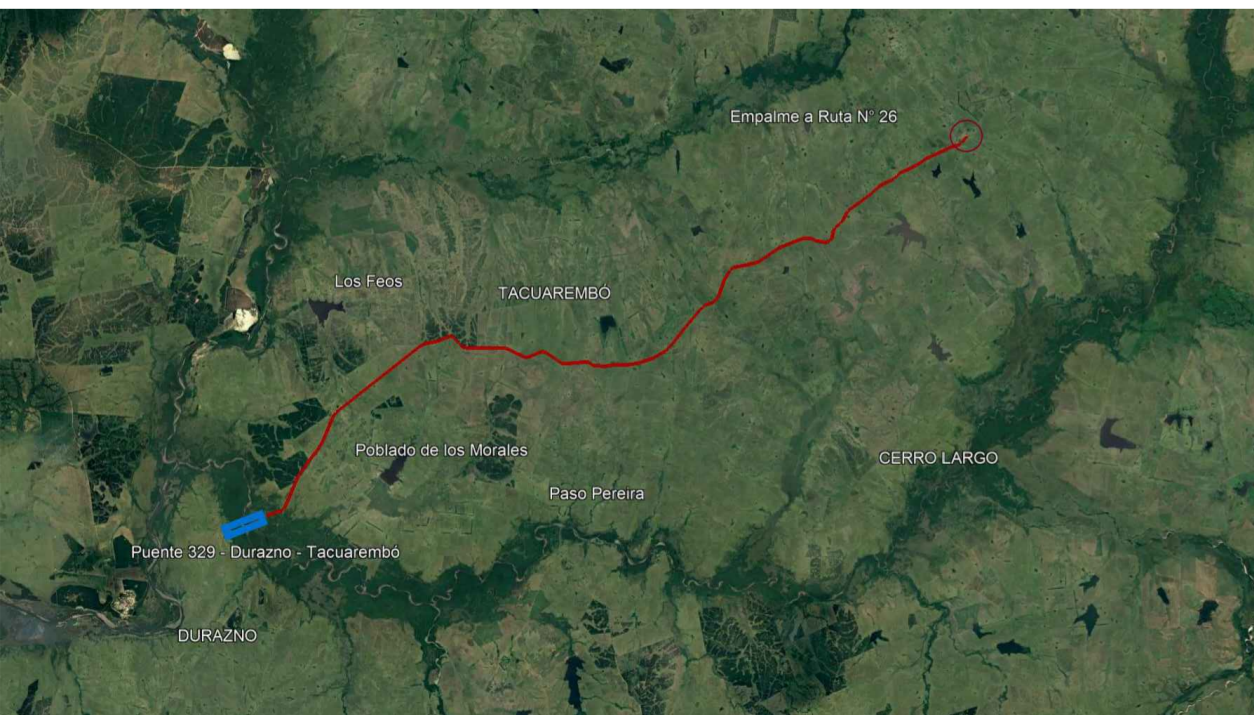 Empalme a Ruta N° 26
Los Feos
TACUAREMBÓ
Poblado de los Morales
CERRO LARGO
Paso Pereira
Puente 329 - Durazno - Tacuarembó
DURAZNO